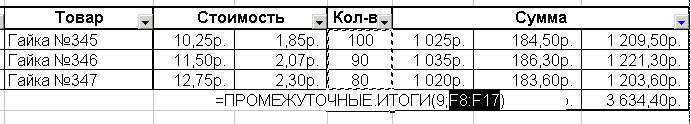 Товар Стоимость Кол-в Сумма
Гайка №345 10,25р. 1,85р. 100 1 025р. 184,50р. 1 209,50р.
Гайка №346 11,50р. 2,07р. 90 1 035р. 186,30р. 1 221,30р.
Гайка №347 12,75р. 2,30р. 80 1 020р. 183,60р. 1 203,60р.
=ПРОМЕЖУТОЧНЫЕ.ИТОГИ(9;F8:F17) р. 3 634,40р.